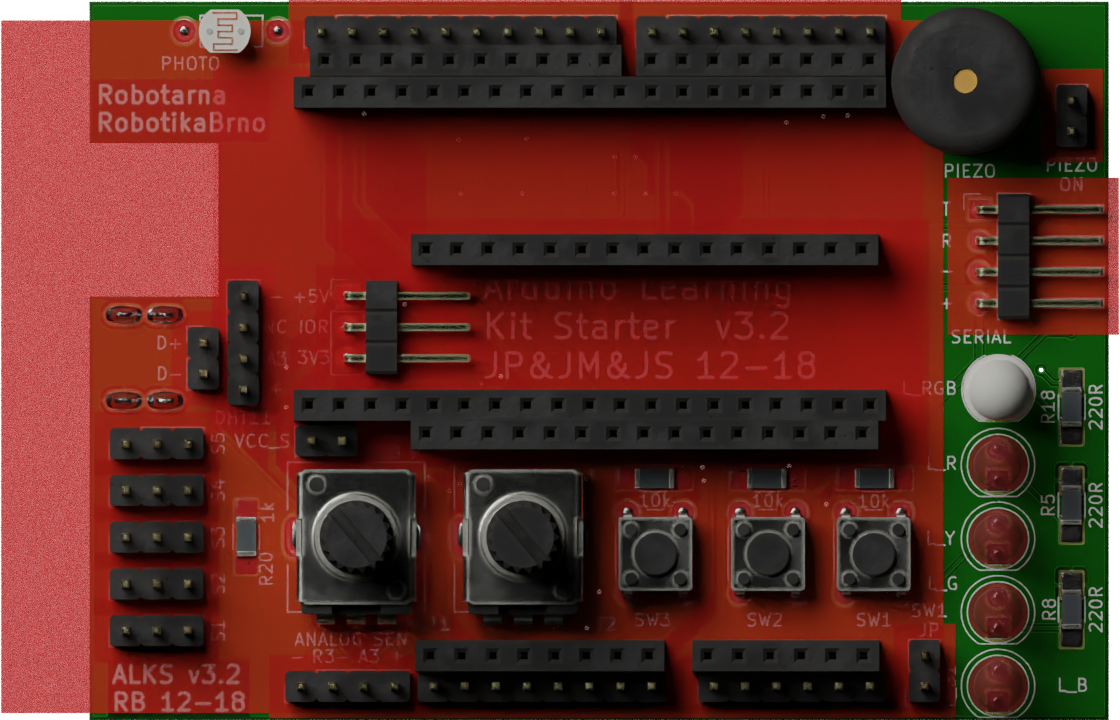 PHOTO
Robotarna
RobotikaBrno
PIEZO
PIEZO
ON
T
R
-
+
SERIAL
- +5V
NC IOR
A3 3V3
Arduino Learning
Kit Starter v3.2
JP&JM&JS 12-18
D+
D-
VCC_S
S5
S4
S3
S2
S1
1k
R20
10k
10k
10k
SW3
SW2
SW1
SW1
JP
ANALOG SEN
- R3- A3 +
ALKS v3.2
RB 12-18
L_RGB
L_R
L_Y
L_G
L_B
R18
220R
R5
220R
R8
220R